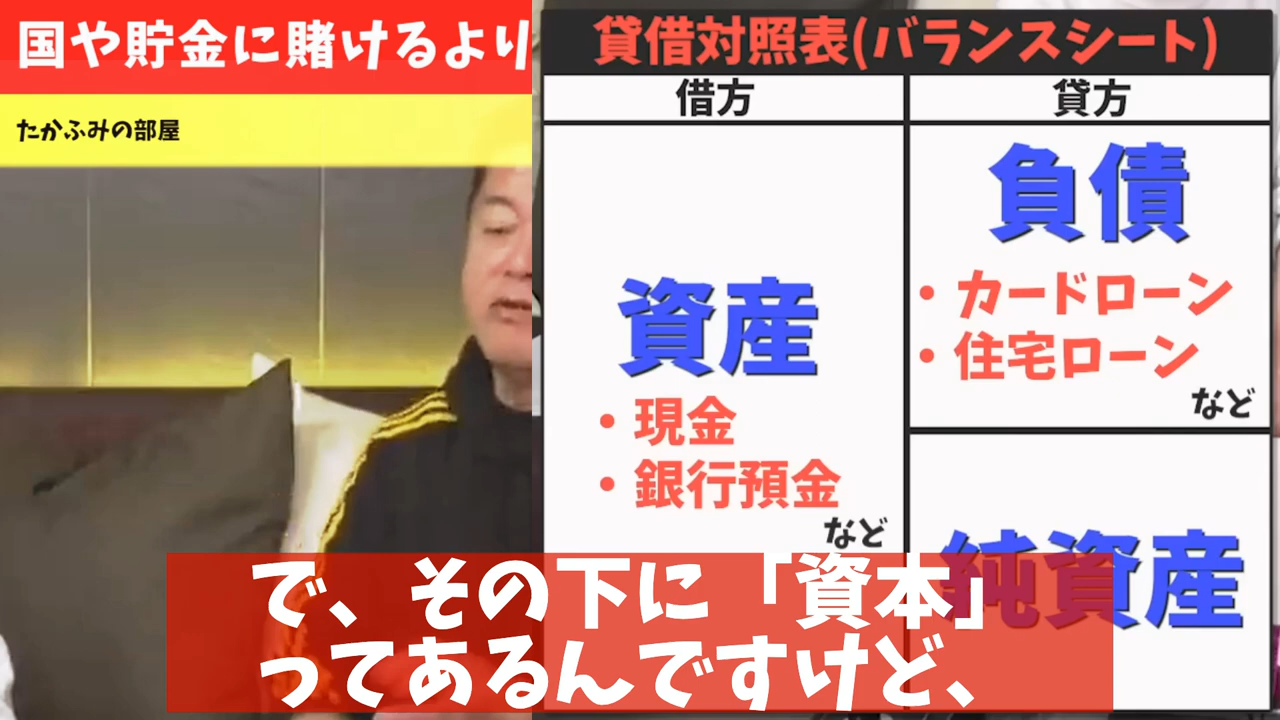 国や貯金に賭けるより
たかふみの部屋
貸借対照表(バランスシート)
借方
貸方
資産
・現金
・銀行預金
など
負債
・カードローン
・住宅ローン
など
純資産
で、その下に「資本」
ってあるんですけど、